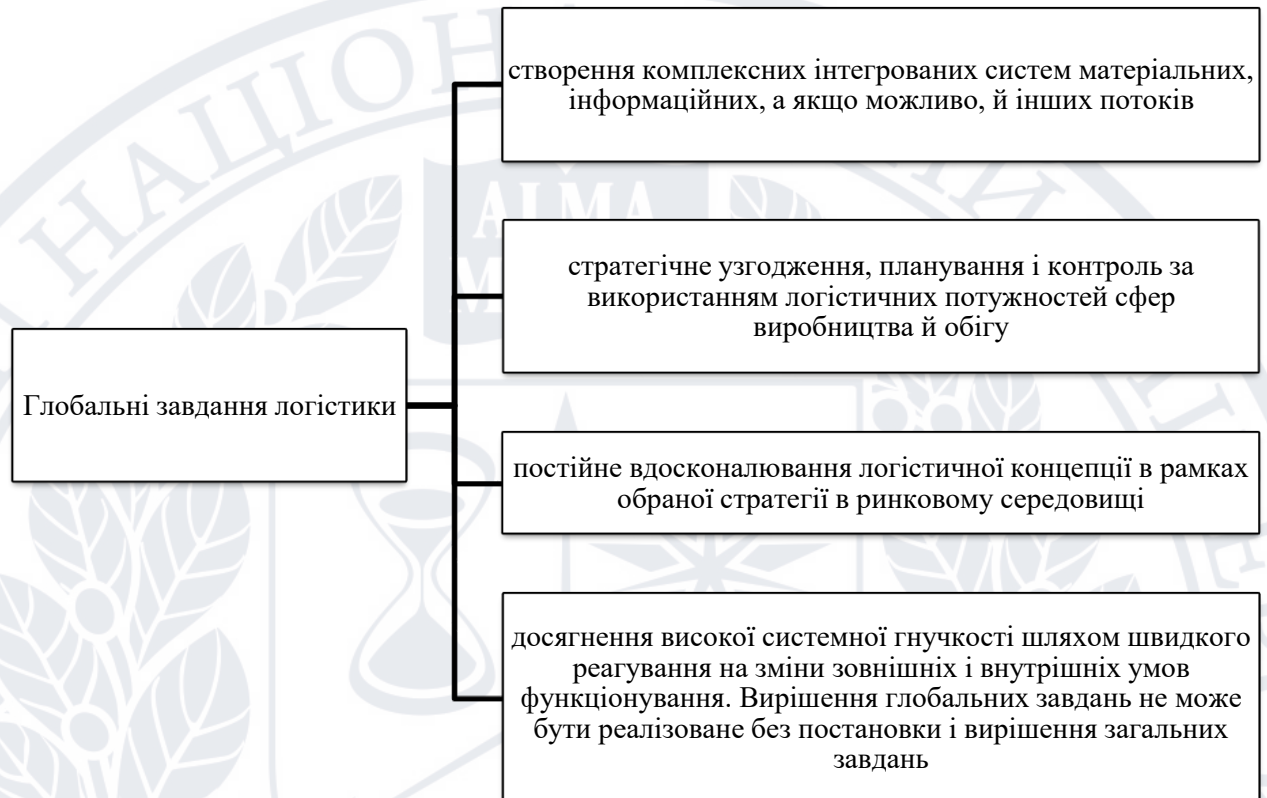 НАЦІОНА
ALMA
M
Глобальні завдання логістики
створення комплексних інтегрованих систем матеріальних,
інформаційних, а якщо можливо, й інших потоків
стратегічне узгодження, планування і контроль за
використанням логістичних потужностей сфер
виробництва й обігу
постійне вдосконалювання логістичної концепції в рамках
обраної стратегії в ринковому середовищі
досягнення високої системної гнучкості шляхом швидкого
реагування на зміни зовнішніх і внутрішніх умов
функціонування. Вирішення глобальних завдань не може
бути реалізоване без постановки і вирішення загальних
завдань